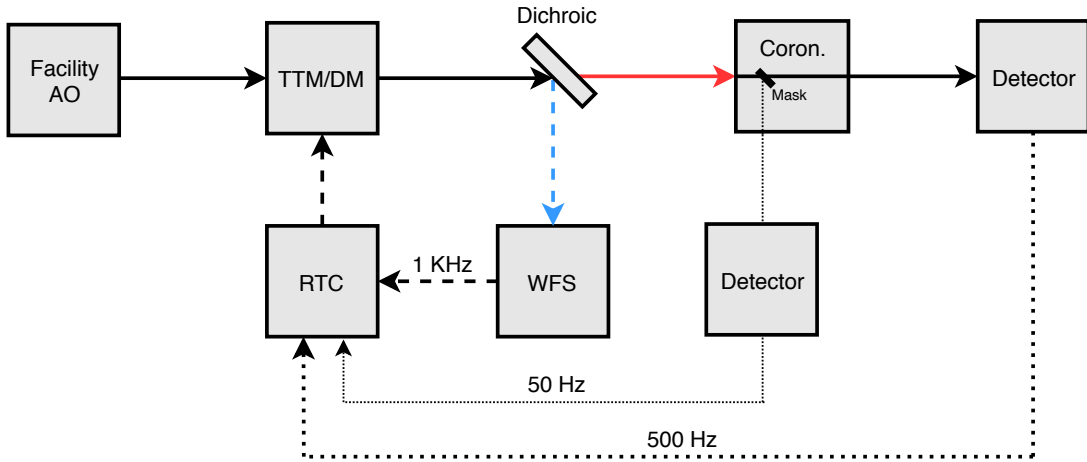 Dichroic
Facility
AO
TTM/DM
Coron.
Mask
Detector
RTC
1 KHz
WFS
Detector
50 Hz
500 Hz